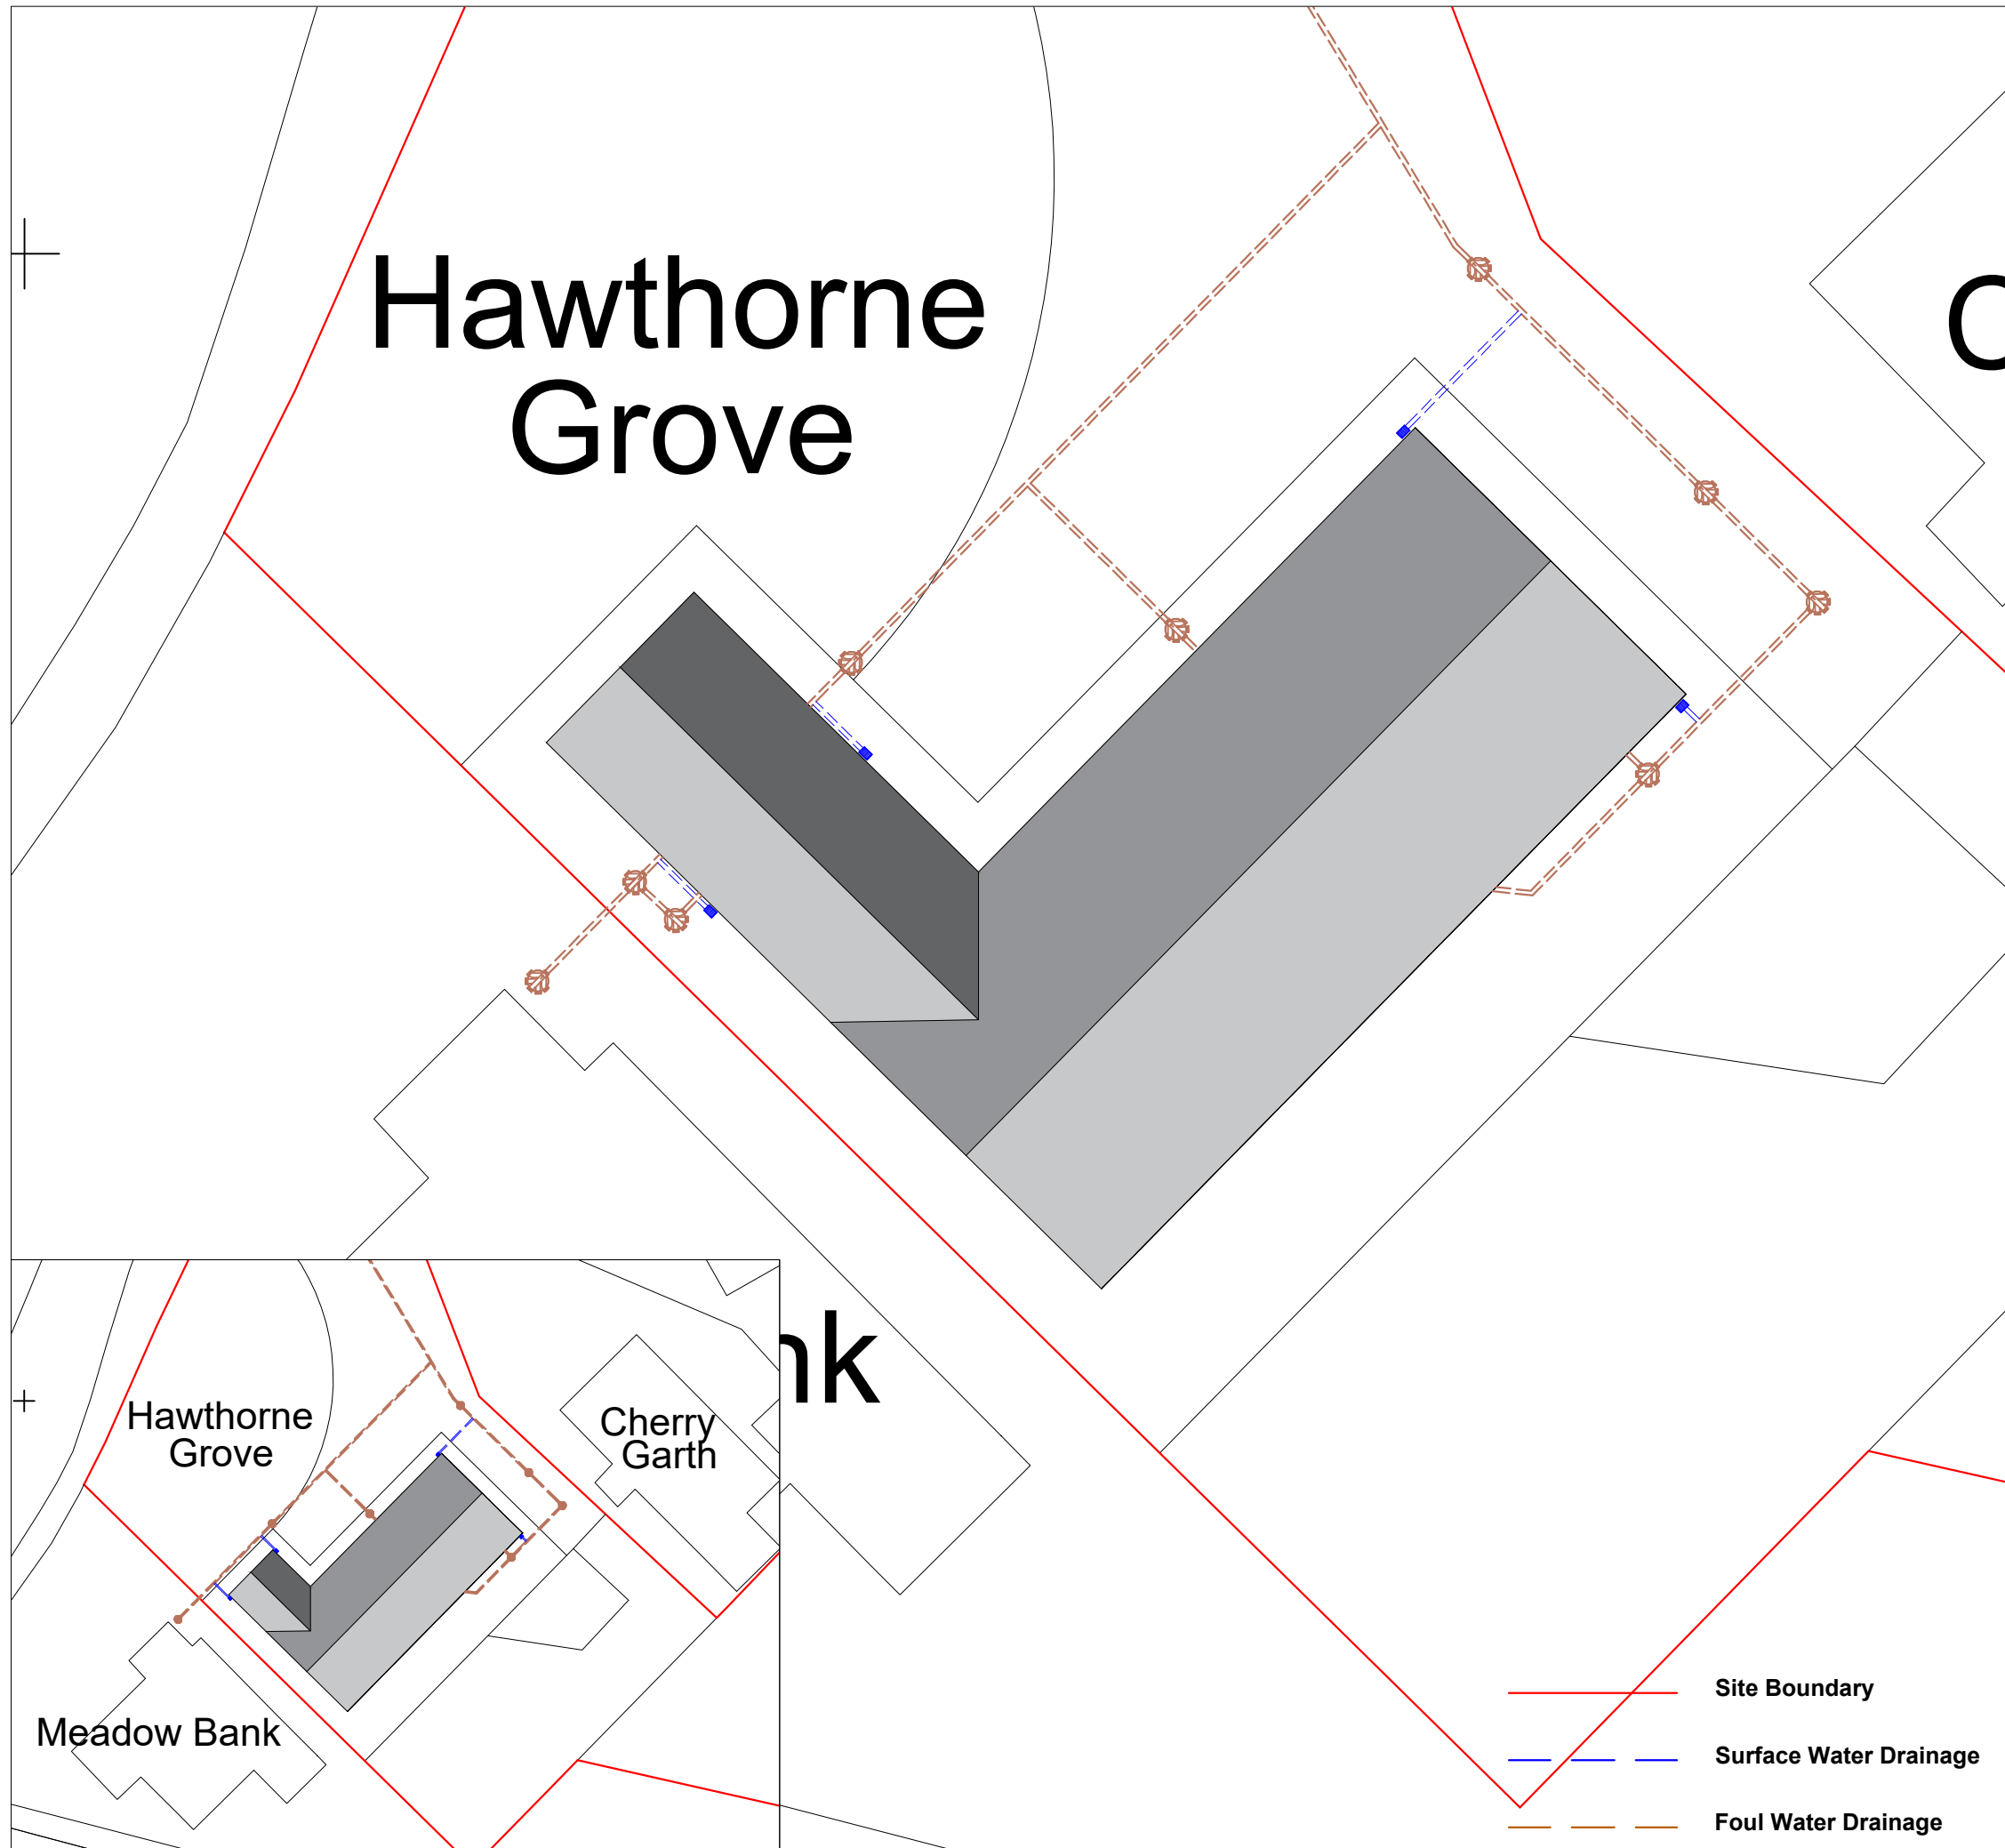 Hawthorne
Grove
C
nk
Hawthorne
Grove
Cherry
Garth
Meadow Bank
Site Boundary
Surface Water Drainage
Foul Water Drainage